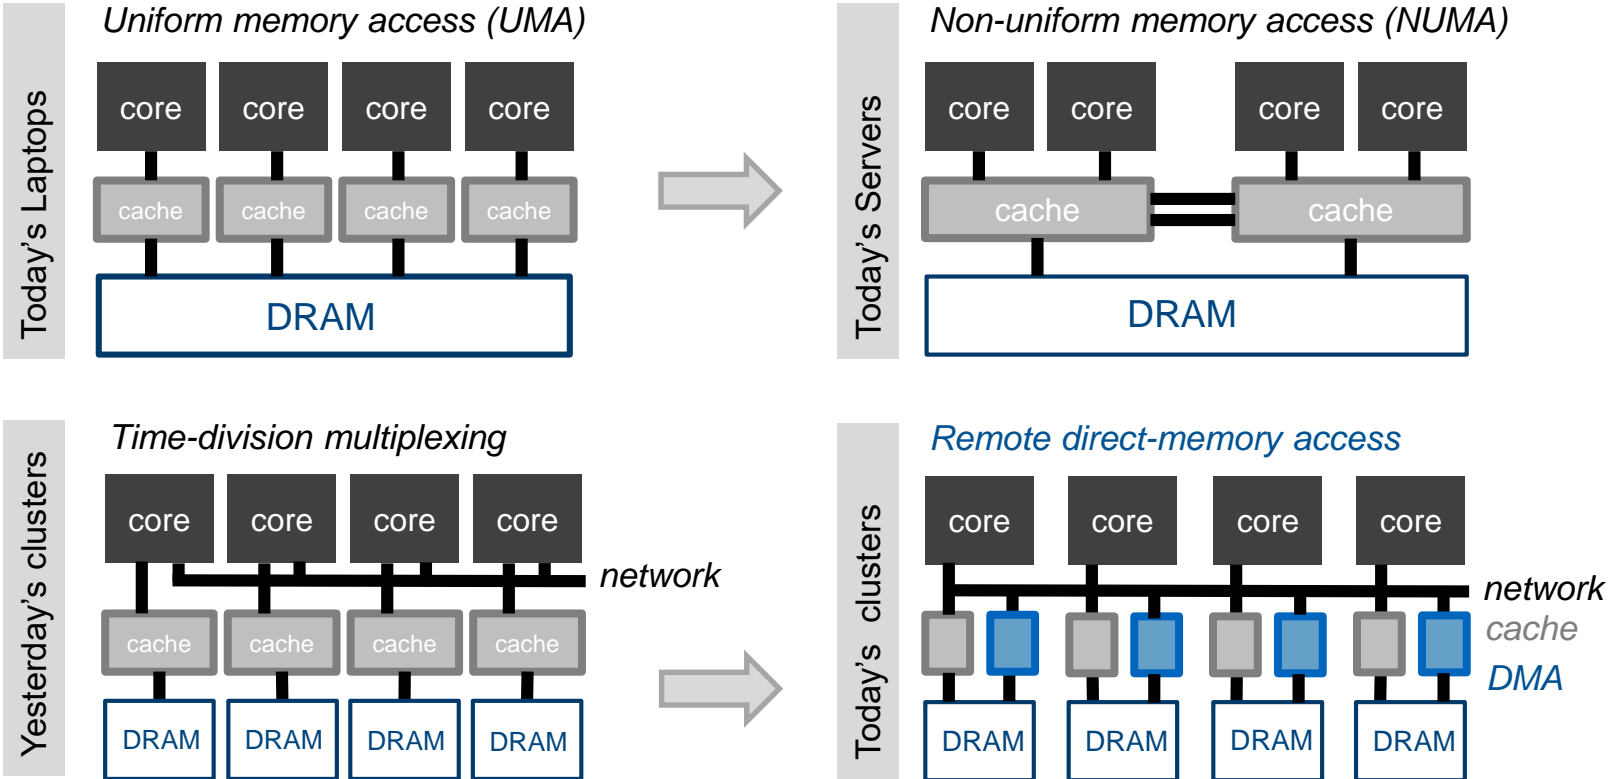 Today's Laptops
Uniform memory access (UMA)
core core core core
cache cache cache cache
DRAM
Today's Servers
Non-uniform memory access (NUMA)
core core core core
cache cache
DRAM
Yesterday's clusters
Time-division multiplexing
core core core core
network
cache cache cache cache
DRAM DRAM DRAM DRAM
Today's clusters
Remote direct-memory access
core core core core
network
cache
DMA
DRAM DRAM DRAM DRAM